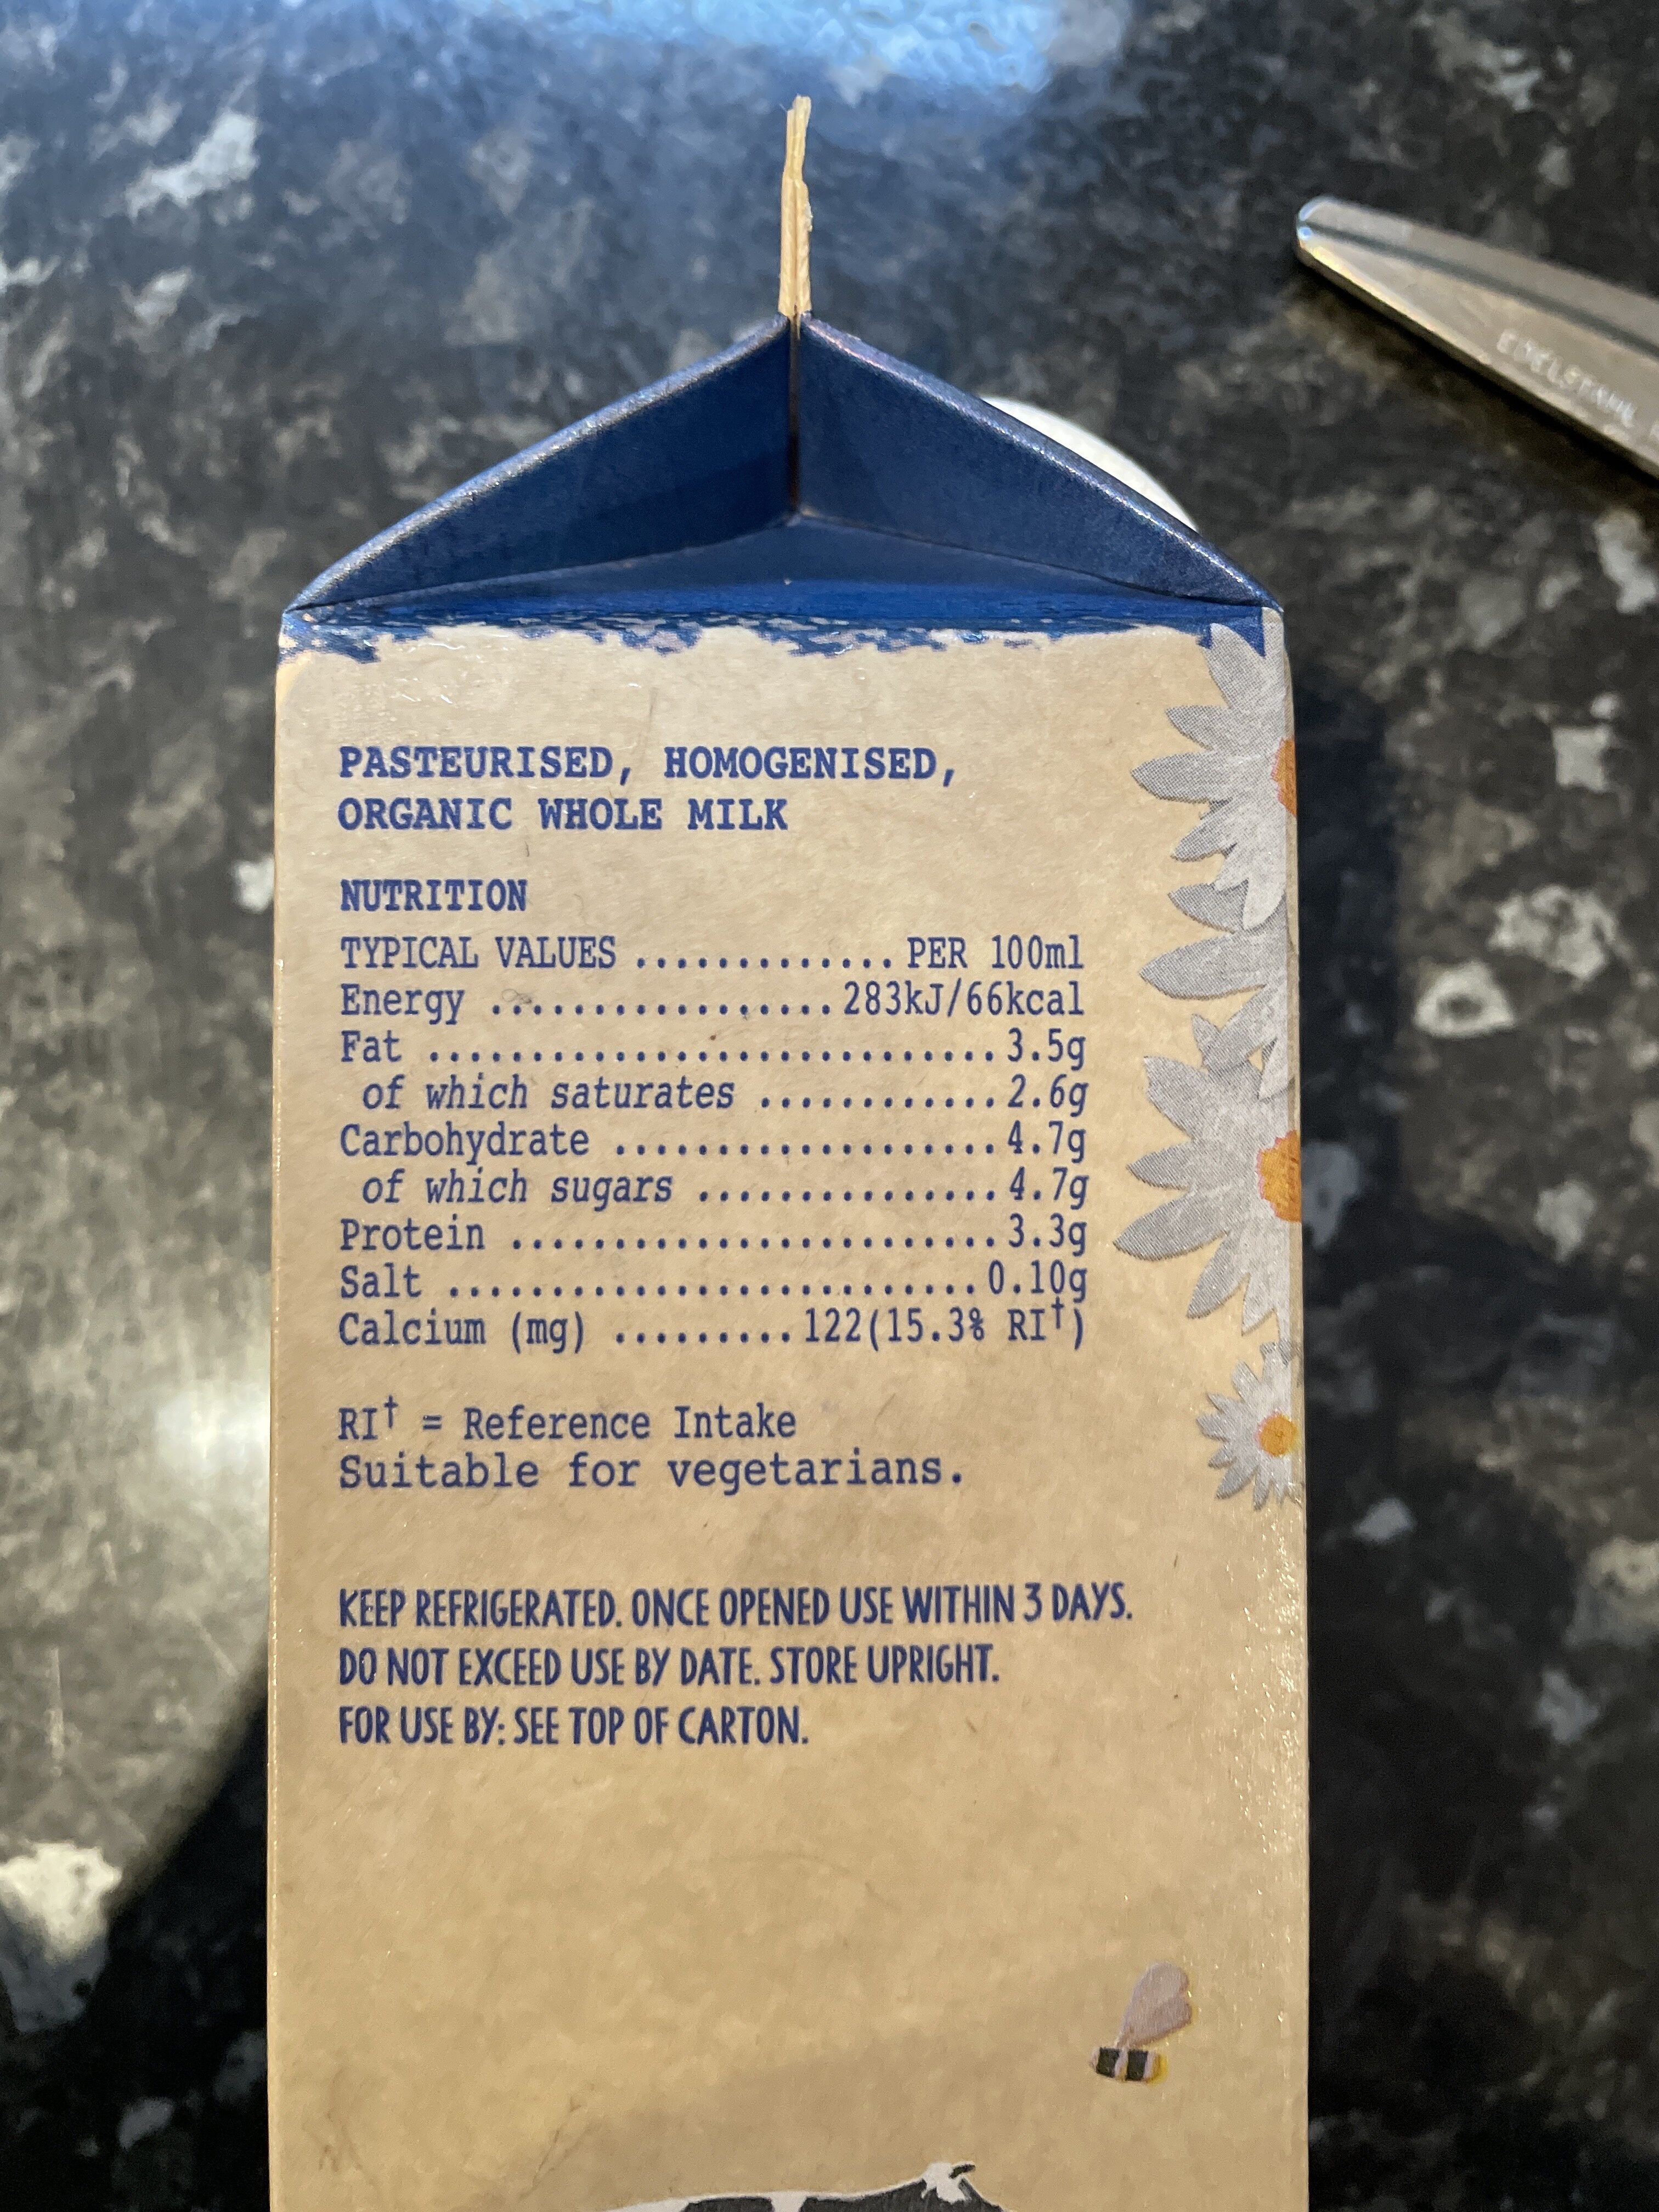 PASTEURISED, HOMOGENISED,
ORGANIC WHOLE MILK
NUTRITION
TYPICAL VALUES ............. PER 100ml
Energy .................283kJ/66kcal
Fat ............................3.5g
of which saturates ............2.6g
Carbohydrate ...................4.7g
of which sugars ...............4.7g
Protein ........................3.3g
Salt ..........................0.10g
Calcium (mg) .........122(15.3% RI†)
RI† = Reference Intake
Suitable for vegetarians.
KEEP REFRIGERATED. ONCE OPENED USE WITHIN 3 DAYS.
DO NOT EXCEED USE BY DATE. STORE UPRIGHT.
FOR USE BY: SEE TOP OF CARTON.